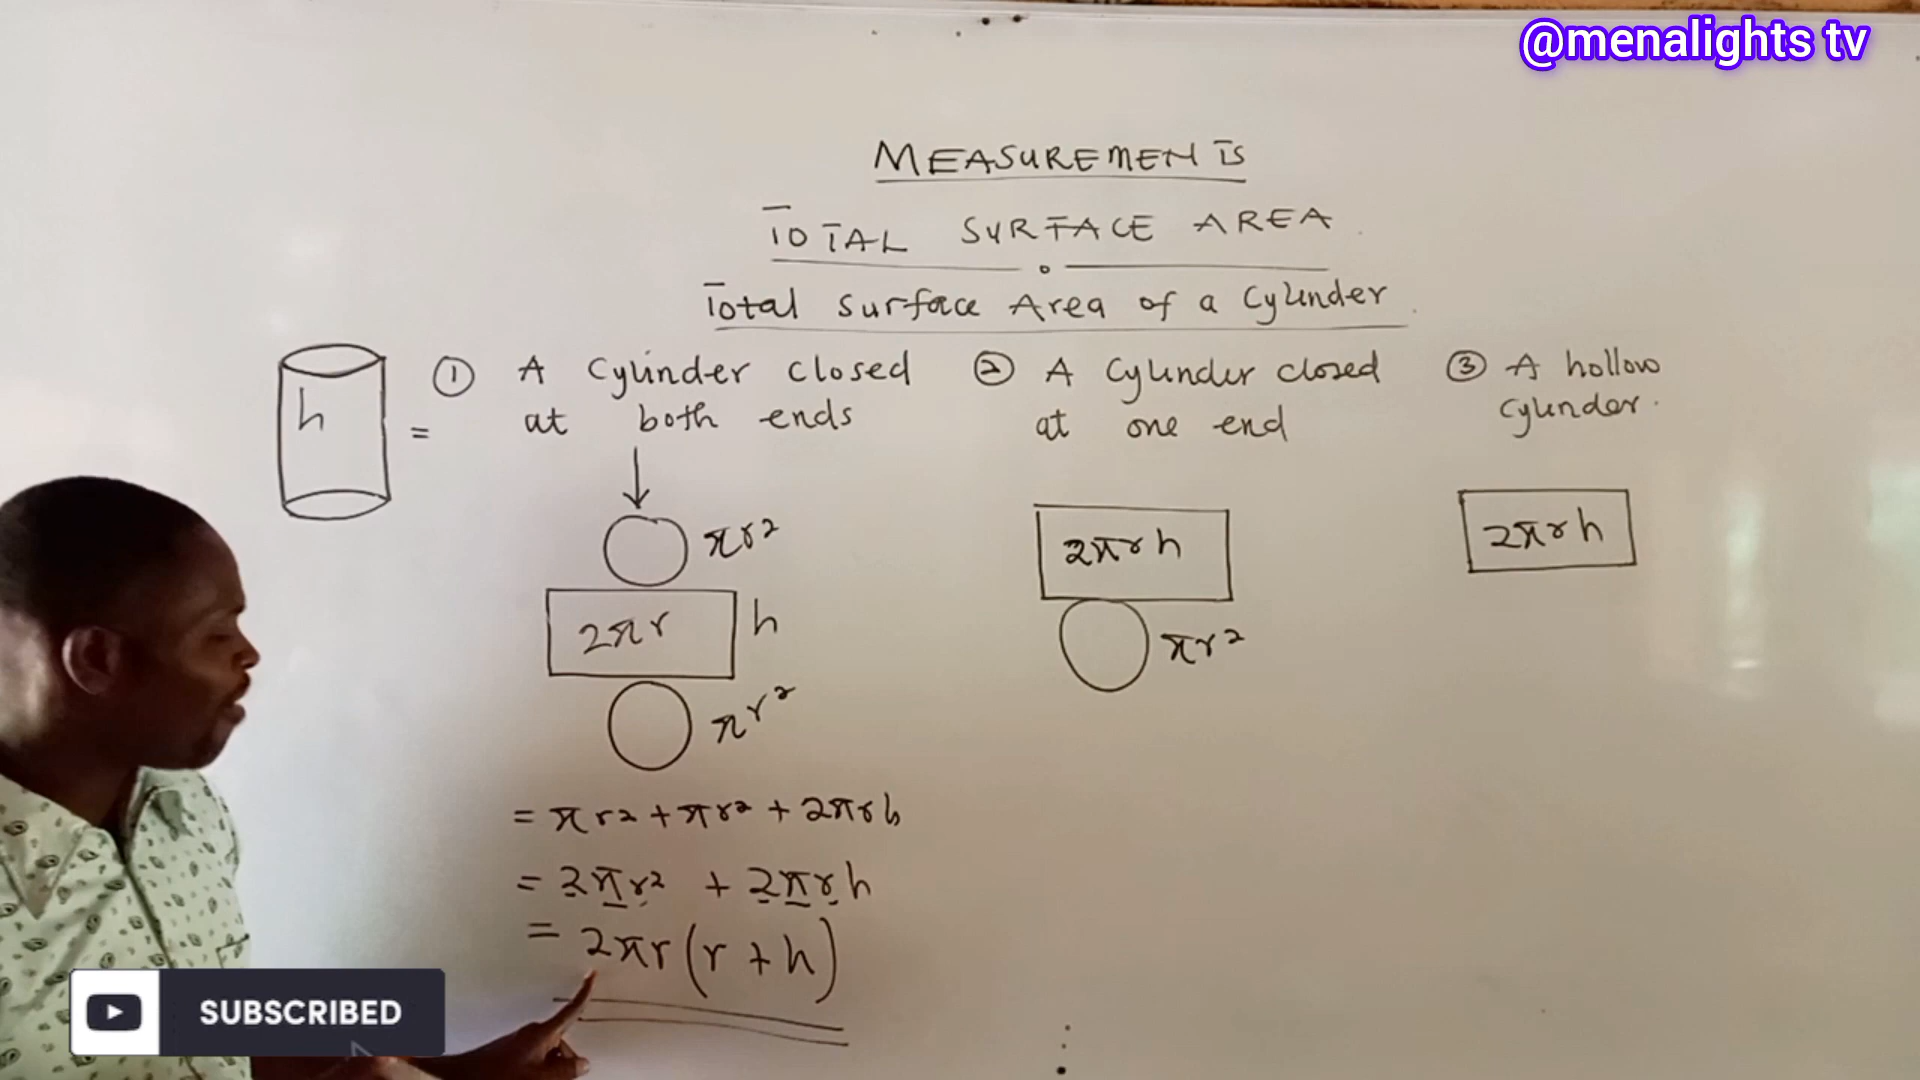 @menalights tv
MEASUREMENTS
TOTAL SURFACE AREA
Total surface Area of a Cylinder
h
=
① A Cylinder closed
at both ends
πr²
2πr h
πr²
= πr² + πr² + 2πrh
= 2πr² + 2πrh
= 2πr(r + h)
② A Cylinder closed
at one end
2πrh
πr²
③ A hollow
cylinder.
2πrh
SUBSCRIBED